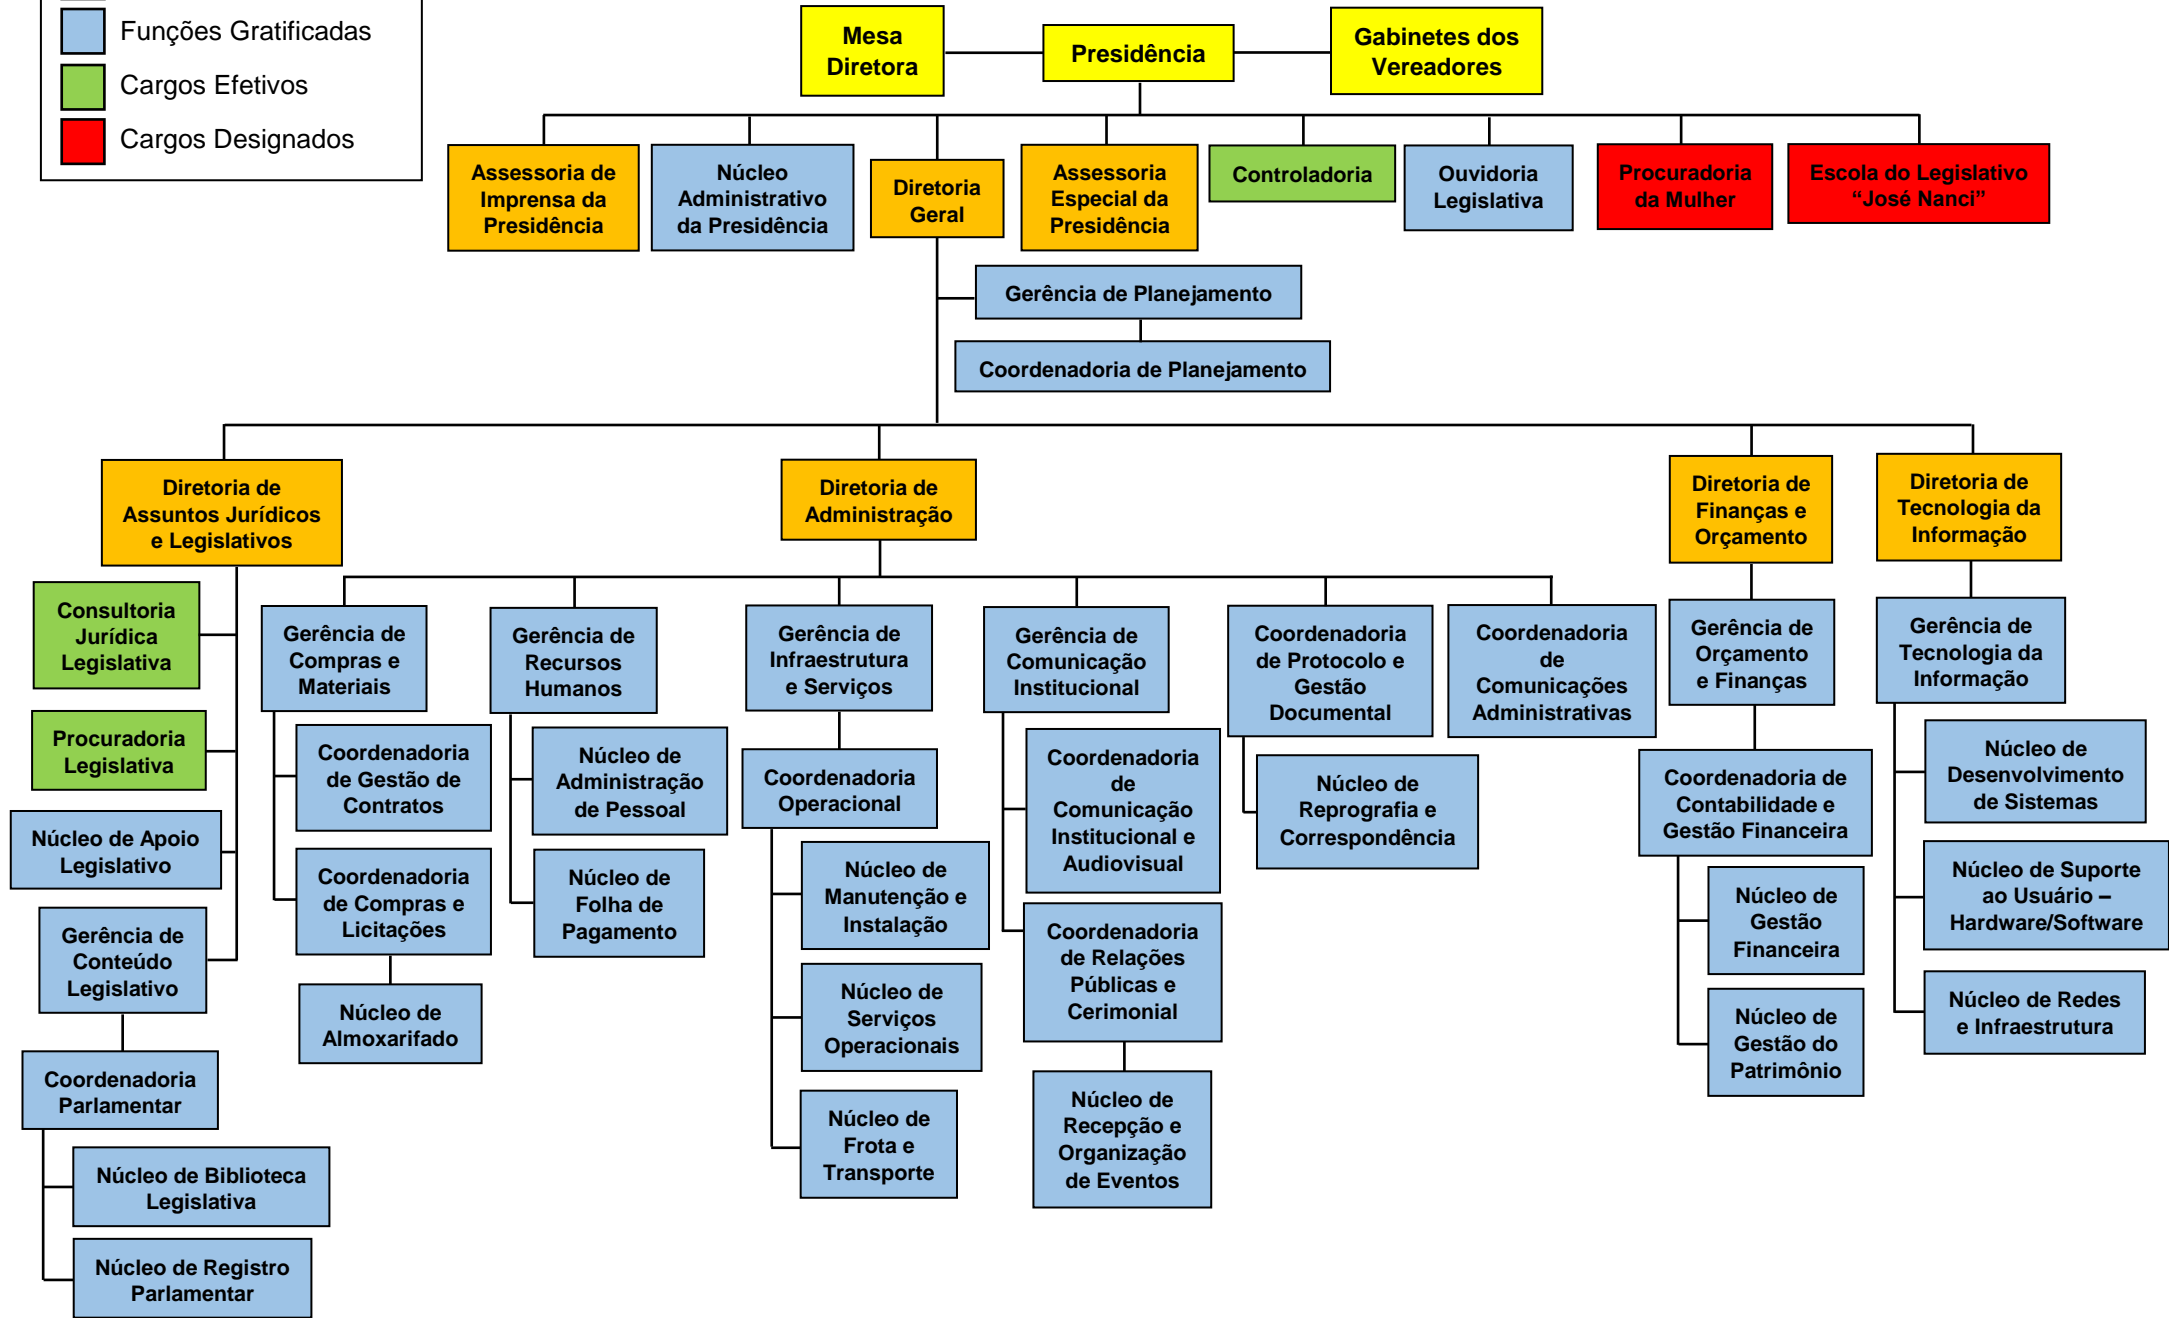 Funções Gratificadas
Cargos Efetivos
Cargos Designados
Mesa
Diretora
Presidência
Gabinetes dos
Vereadores
Assessoria de
Imprensa da
Presidência
Núcleo
Administrativo
da Presidência
Diretoria
Geral
Assessoria
Especial da
Presidência
Controladoria
Ouvidoria
Legislativa
Procuradoria
da Mulher
Escola do Legislativo
“José Nanci”
Gerência de Planejamento
Coordenadoria de Planejamento
Diretoria de
Assuntos Jurídicos
e Legislativos
Diretoria de
Administração
Diretoria de
Finanças e
Orçamento
Diretoria de
Tecnologia da
Informação
Consultoria
Jurídica
Legislativa
Procuradoria
Legislativa
Núcleo de Apoio
Legislativo
Gerência de
Conteúdo
Legislativo
Coordenadoria
Parlamentar
Núcleo de Biblioteca
Legislativa
Núcleo de Registro
Parlamentar
Gerência de
Compras e
Materiais
Coordenadoria
de Gestão de
Contratos
Coordenadoria
de Compras e
Licitações
Núcleo de
Almoxarifado
Gerência de
Recursos
Humanos
Núcleo de
Administração
de Pessoal
Núcleo de
Folha de
Pagamento
Gerência de
Infraestrutura
e Serviços
Coordenadoria
Operacional
Núcleo de
Manutenção e
Instalação
Núcleo de
Serviços
Operacionais
Núcleo de
Frota e
Transporte
Gerência de
Comunicação
Institucional
Coordenadoria
de
Comunicação
Institucional e
Audiovisual
Coordenadoria
de Relações
Públicas e
Cerimonial
Núcleo de
Recepção e
Organização
de Eventos
Coordenadoria
de Protocolo e
Gestão
Documental
Núcleo de
Reprografia e
Correspondência
Coordenadoria
de
Comunicações
Administrativas
Gerência de
Orçamento
e Finanças
Coordenadoria de
Contabilidade e
Gestão Financeira
Núcleo de
Gestão
Financeira
Núcleo de
Gestão do
Patrimônio
Gerência de
Tecnologia da
Informação
Núcleo de
Desenvolvimento
de Sistemas
Núcleo de Suporte
ao Usuário –
Hardware/Software
Núcleo de Redes
e Infraestrutura